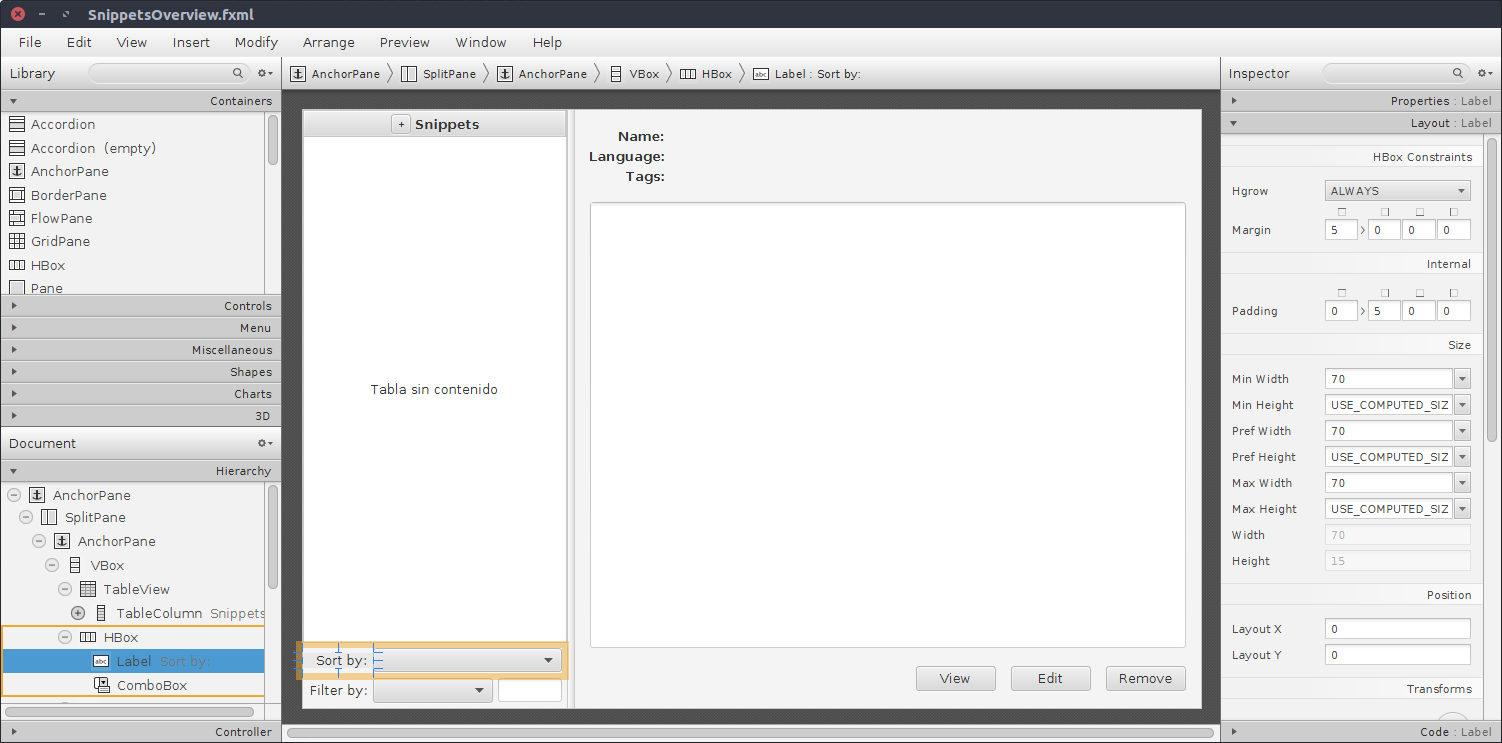 SnippetsOverview.fxml
File Edit View Insert Modify Arrange Preview Window Help
Library
Containers
Accordion
Accordion (empty)
AnchorPane
BorderPane
FlowPane
GridPane
HBox
Pane
Controls
Menu
Miscellaneous
Shapes
Charts
3D
Document
Hierarchy
AnchorPane
SplitPane
AnchorPane
VBox
TableView
TableColumn Snippets
HBox
abc Label Sort by:
ComboBox
Controller
AnchorPane SplitPane AnchorPane VBox HBox abc Label : Sort by:
+ Snippets
Tabla sin contenido
Sort by:
Filter by:
Name:
Language:
Tags:
View Edit Remove
Inspector
Properties : Label
Layout : Label
HBox Constraints
Hgrow ALWAYS
Margin 5 0 0 0
Internal
Padding 0 5 0 0
Size
Min Width 70
Min Height USE_COMPUTED_SIZ
Pref Width 70
Pref Height USE_COMPUTED_SIZ
Max Width 70
Max Height USE_COMPUTED_SIZ
Width 70
Height 15
Position
Layout X 0
Layout Y 0
Transforms
Code : Label